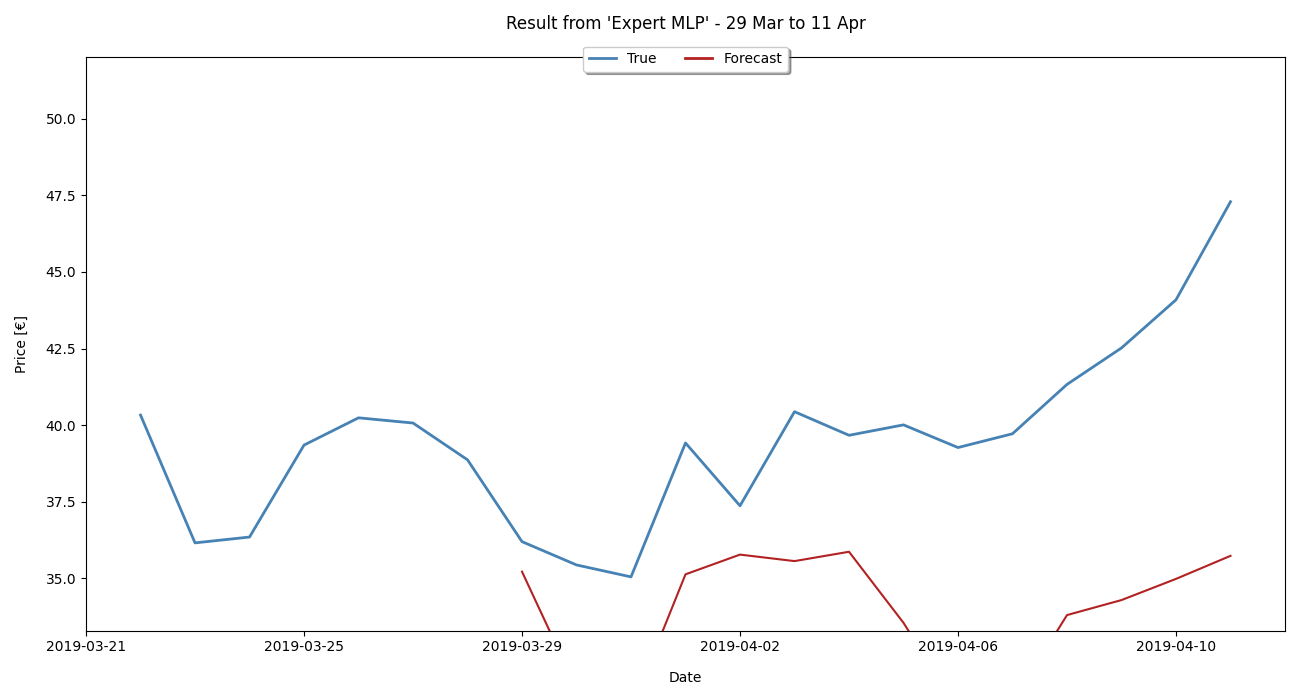 Result from 'Expert MLP' - 29 Mar to 11 Apr
True Forecast
50.0
47.5
45.0
42.5
40.0
37.5
35.0
Price [€]
2019-03-21 2019-03-25 2019-03-29 2019-04-02 2019-04-06 2019-04-10
Date